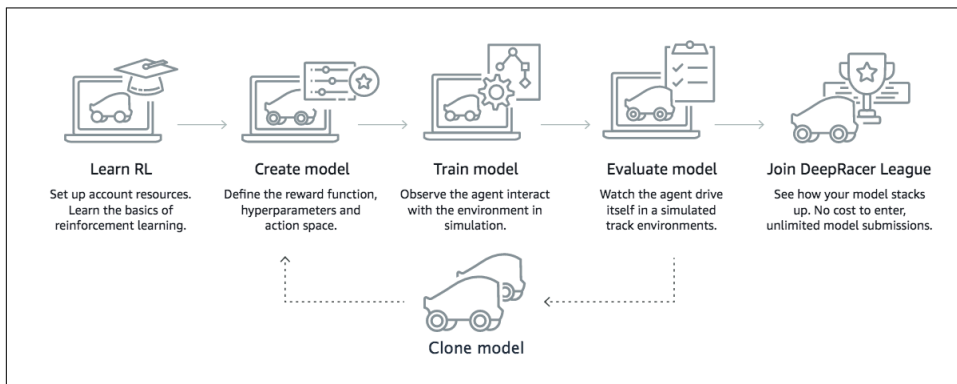 Learn RL
Set up account resources.
Learn the basics of
reinforcement learning.
Create model
Define the reward function,
hyperparameters and
action space.
Train model
Observe the agent interact
with the environment in
simulation.
Evaluate model
Watch the agent drive
itself in a simulated
track environments.
Join DeepRacer League
See how your model stacks
up. No cost to enter,
unlimited model submissions.
Clone model